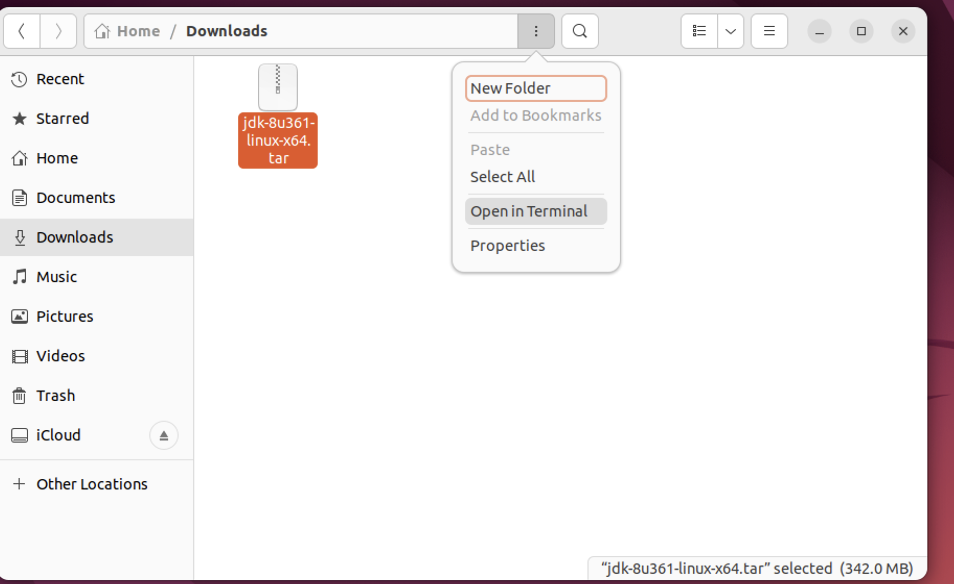 Home / Downloads
Recent
Starred
Home
Documents
Downloads
Music
Pictures
Videos
Trash
iCloud
+ Other Locations
jdk-8u361-
linux-x64.
tar
New Folder
Add to Bookmarks
Paste
Select All
Open in Terminal
Properties
“jdk-8u361-linux-x64.tar” selected (342.0 MB)